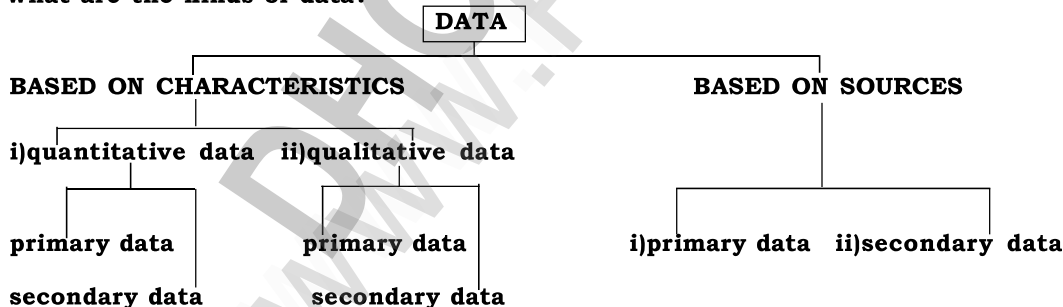 what are the kinds of data?
DATA
BASED ON CHARACTERISTICS BASED ON SOURCES
i)quantitative data ii)qualitative data
primary data primary data i)primary data ii)secondary data
secondary data secondary data